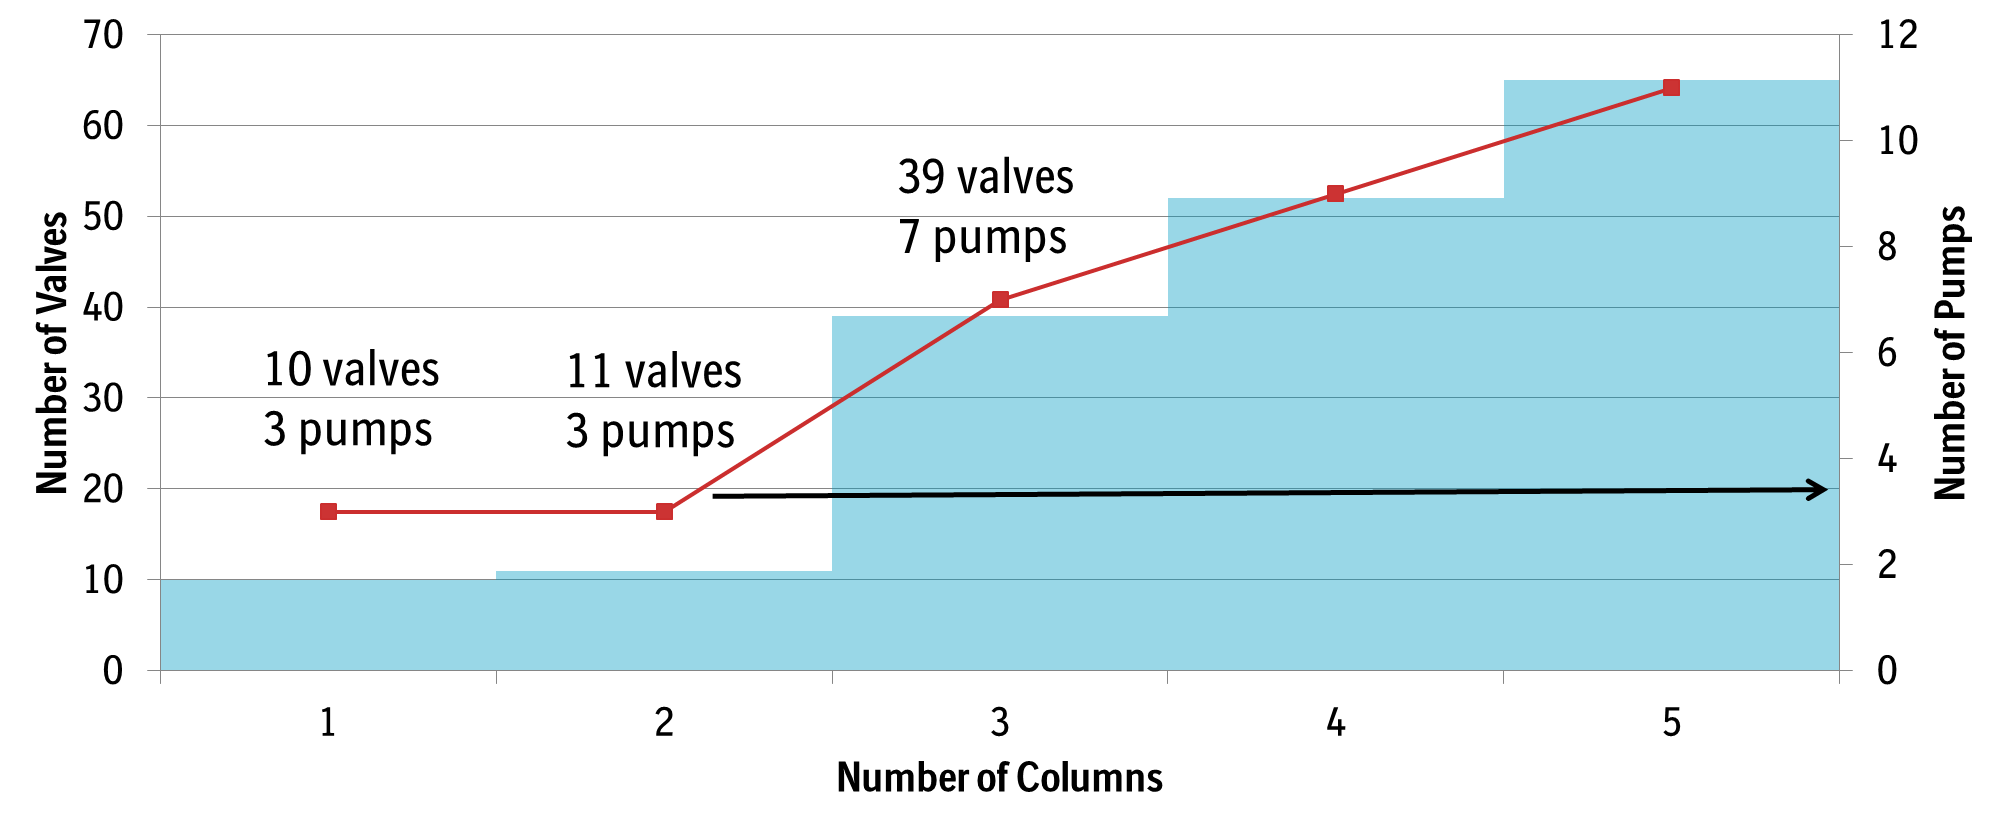 70
60
50
40
30
20
10
0
Number of Valves
12
10
8
6
4
2
0
Number of Pumps
10 valves
3 pumps
11 valves
3 pumps
39 valves
7 pumps
1 2 3 4 5
Number of Columns